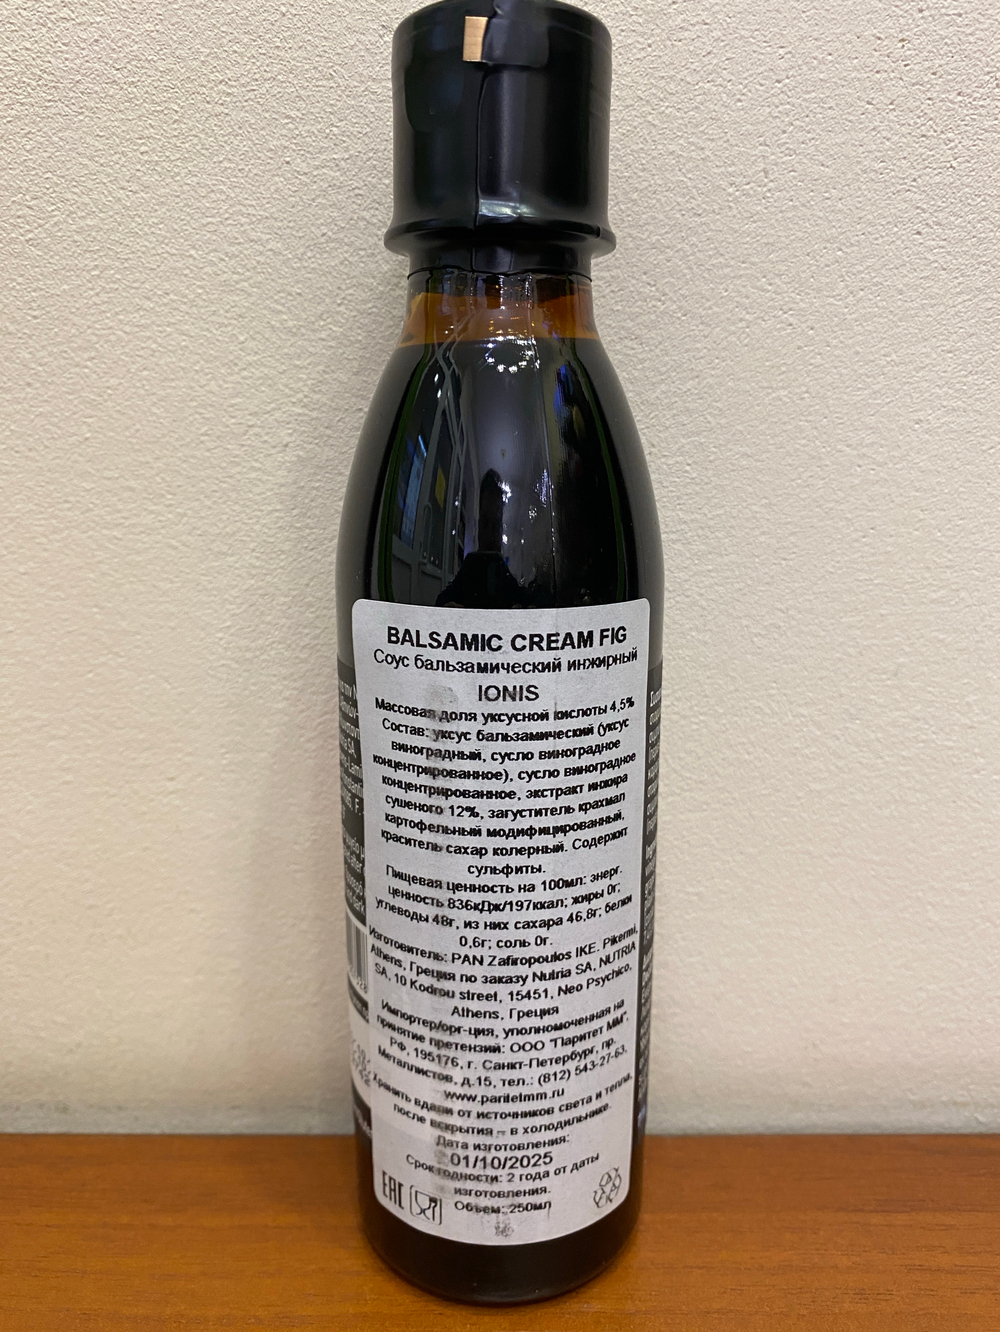 BALSAMIC CREAM FIG
Соус бальзамический инжирный
IONIS
Массовая доля уксусной кислоты 4,5%
Состав: уксус бальзамический (уксус
виноградный, сусло виноградное
концентрированное), сусло виноградное
концентрированное, экстракт инжира
сушеного 12%, загуститель крахмал
картофельный модифицированный,
краситель сахар колерный. Содержит
сульфиты.
Пищевая ценность на 100мл: энерг.
ценность 836кДж/197ккал; жиры 0г;
углеводы 48г, из них сахара 46,8г; белки
0,6г; соль 0г.
Изготовитель: PAN Zafiropoulos IKE. Pikermi,
Athens, Греция по заказу Nutria SA, NUTRIA
SA, 10 Kodrou street, 15451, Neo Psychico,
Athens, Греция
Импортер/орг-ция, уполномоченная на
принятие претензий: ООО "Паритет ММ",
РФ, 195176, г. Санкт-Петербург, пр.
Металлистов, д.15, тел.: (812) 543-27-63,
www.paritetmm.ru
Хранить вдали от источников света и тепла,
после вскрытия – в холодильнике.
Дата изготовления:
01/10/2025
Срок годности: 2 года от даты
изготовления.
Объем: 250мл
EAC